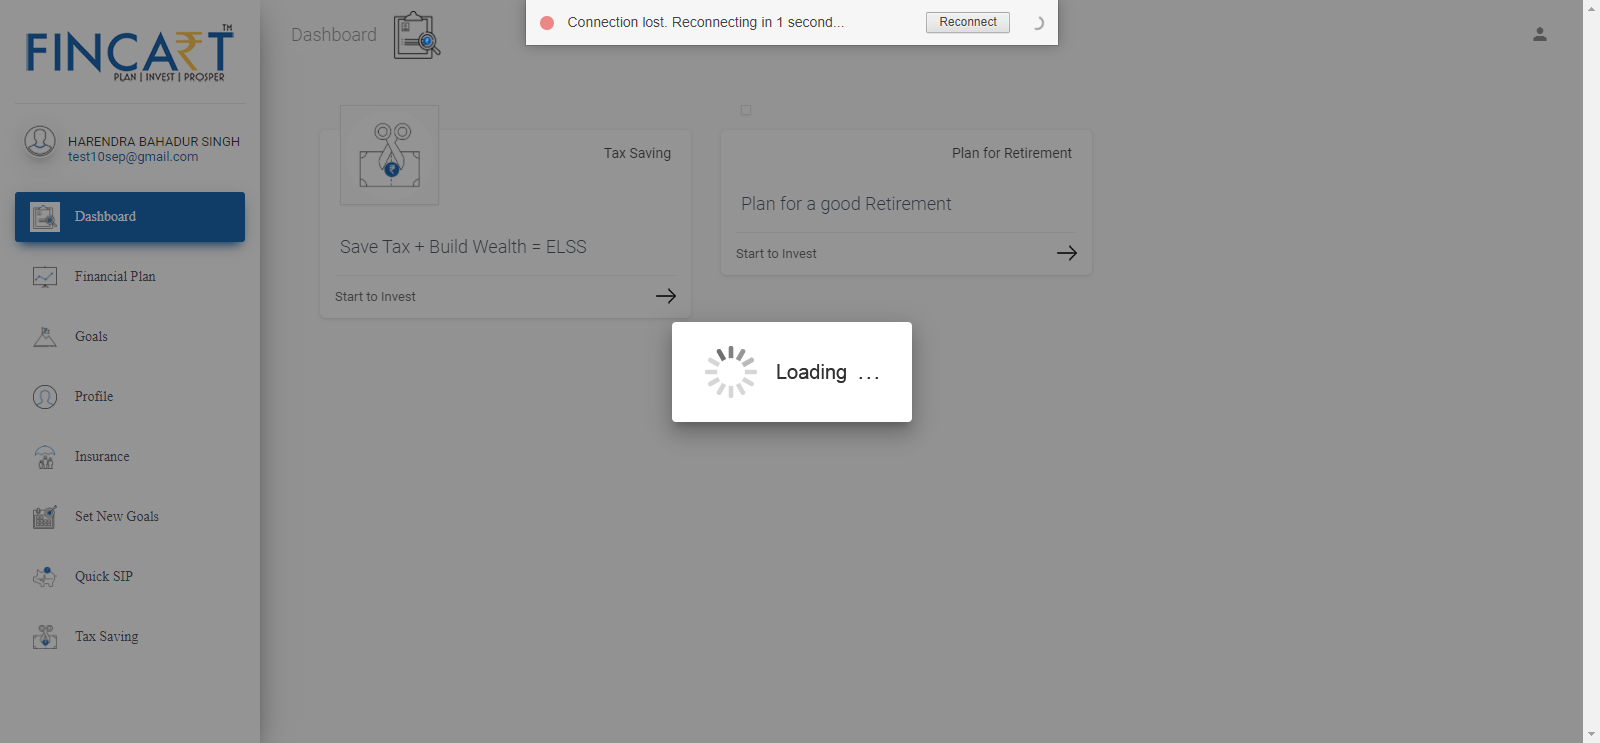 FINCART TM
PLAN | INVEST | PROSPER
HARENDRA BAHADUR SINGH
test10sep@gmail.com
Dashboard
Financial Plan
Goals
Profile
Insurance
Set New Goals
Quick SIP
Tax Saving
Dashboard
Connection lost. Reconnecting in 1 second...
Reconnect
Tax Saving
Save Tax + Build Wealth = ELSS
Start to Invest
Plan for Retirement
Plan for a good Retirement
Start to Invest
Loading ...